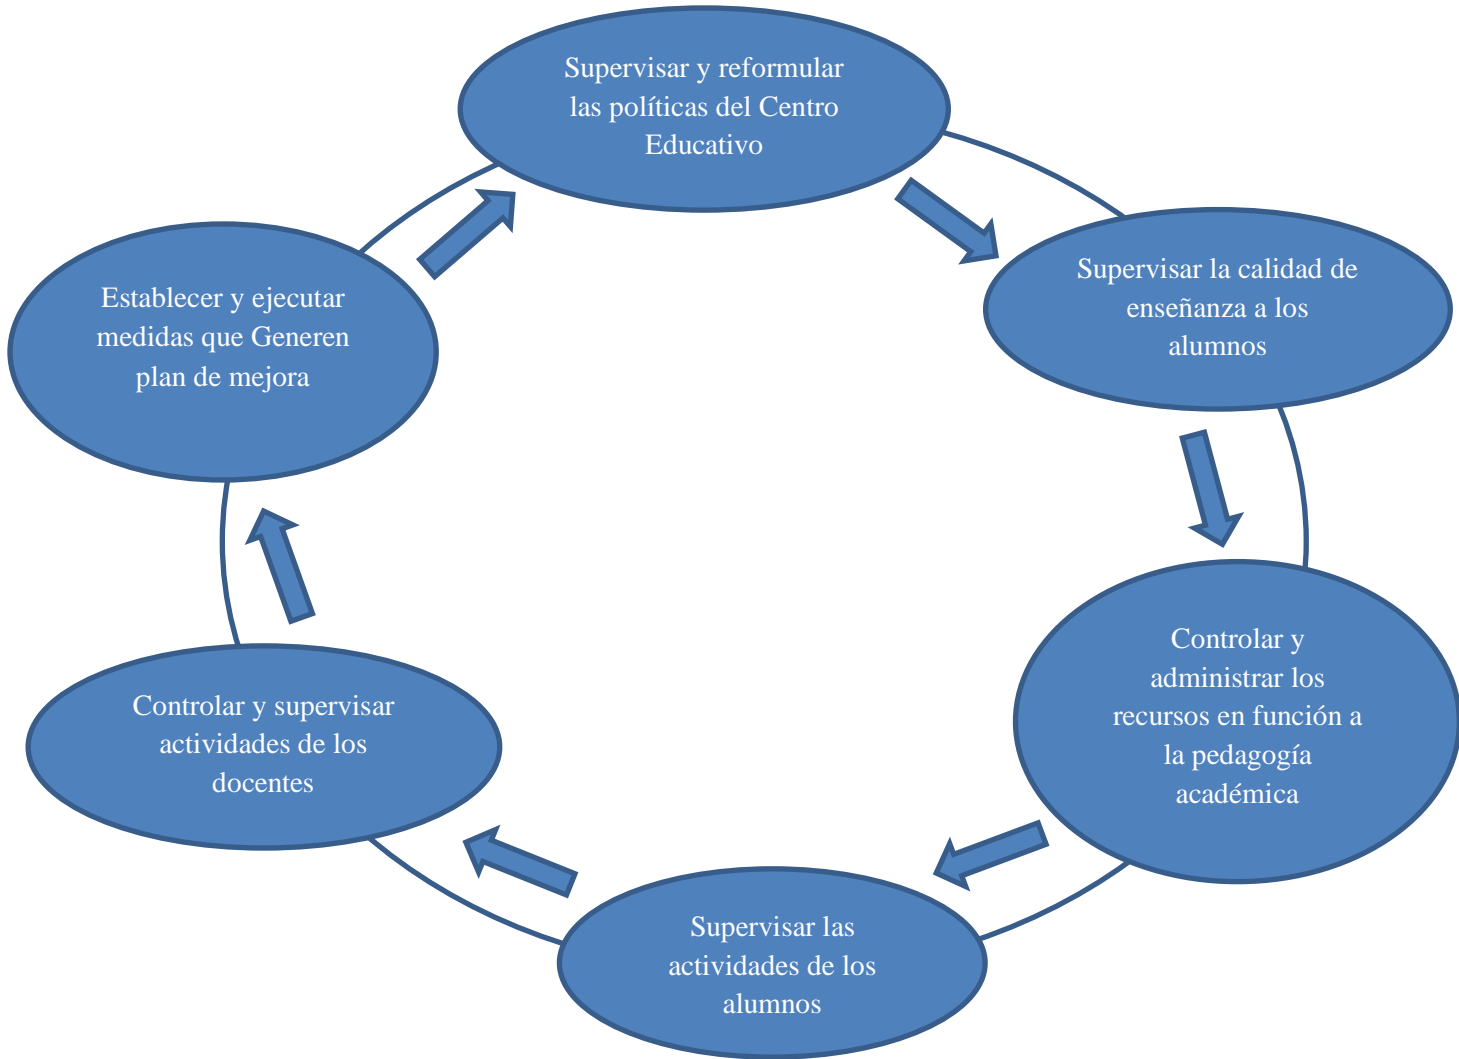 Supervisar y reformular
las políticas del Centro
Educativo
Supervisar la calidad de
enseñanza a los
alumnos
Controlar y
administrar los
recursos en función a
la pedagogía
académica
Supervisar las
actividades de los
alumnos
Controlar y supervisar
actividades de los
docentes
Establecer y ejecutar
medidas que Generen
plan de mejora